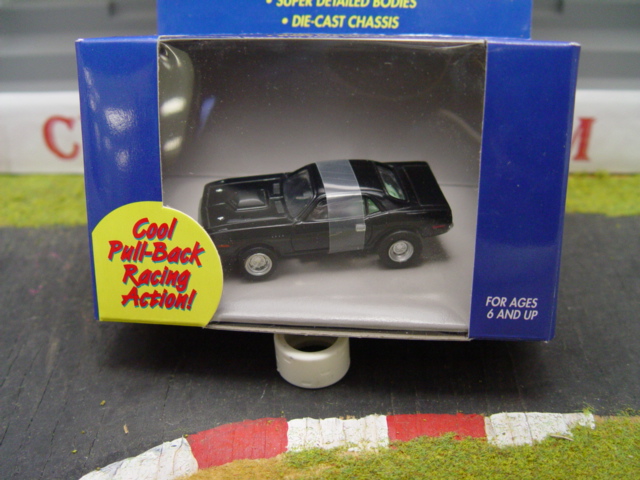 • SUPER DETAILED BODIES
• DIE-CAST CHASSIS
Cool
Pull-Back
Racing
Action!
FOR AGES
6 AND UP